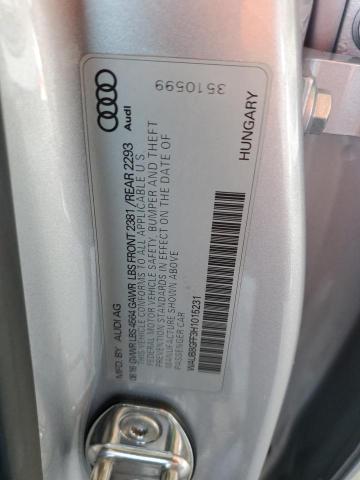 Audi
3510599
HUNGARY
MFD. BY AUDI AG
08/16 GVWR LBS 4564 GAWR LBS FRONT 2381 / REAR 2293
THIS VEHICLE CONFORMS TO ALL APPLICABLE U S
FEDERAL MOTOR VEHICLE SAFETY, BUMPER AND THEFT
PREVENTION STANDARDS IN EFFECT ON THE DATE OF
MANUFACTURE SHOWN ABOVE
PASSENGER CAR
WAUB8GFF3H1015231